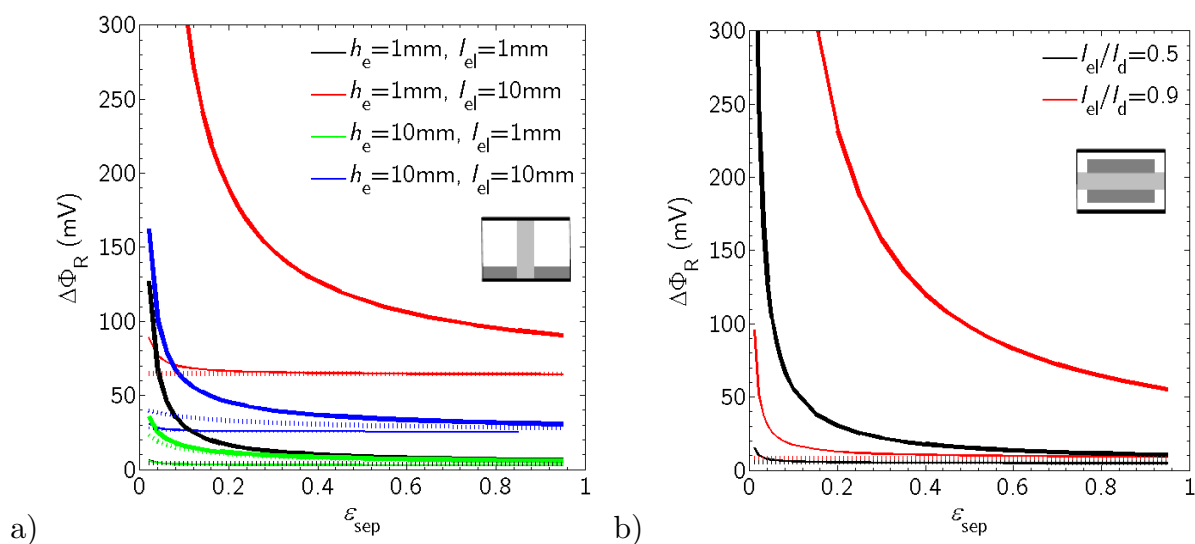 300
250
200
150
100
50
0
ΔΦR (mV)
0 0.2 0.4 0.6 0.8 1
εsep
he=1mm, lel=1mm
he=1mm, lel=10mm
he=10mm, lel=1mm
he=10mm, lel=10mm
a)
300
250
200
150
100
50
0
ΔΦR (mV)
0 0.2 0.4 0.6 0.8 1
εsep
lel/ld=0.5
lel/ld=0.9
b)